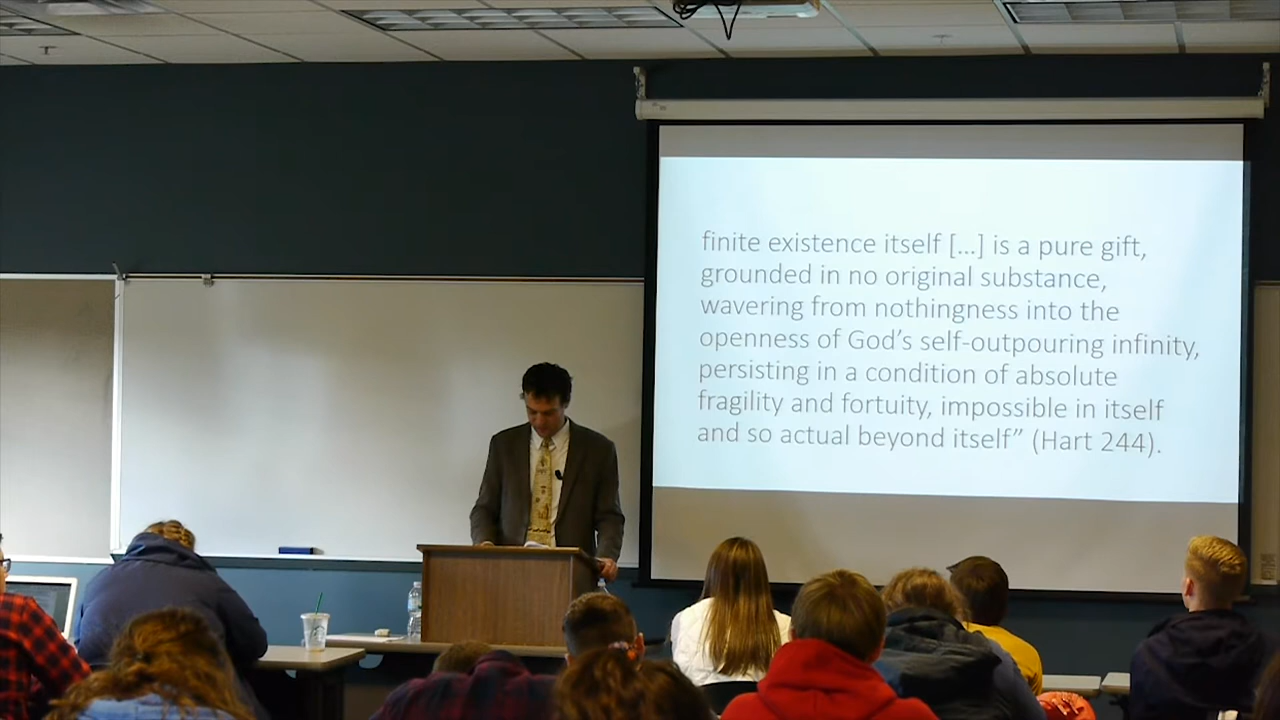 finite existence itself [...] is a pure gift,
grounded in no original substance,
wavering from nothingness into the
openness of God's self-outpouring infinity,
persisting in a condition of absolute
fragility and fortuity, impossible in itself
and so actual beyond itself” (Hart 244).